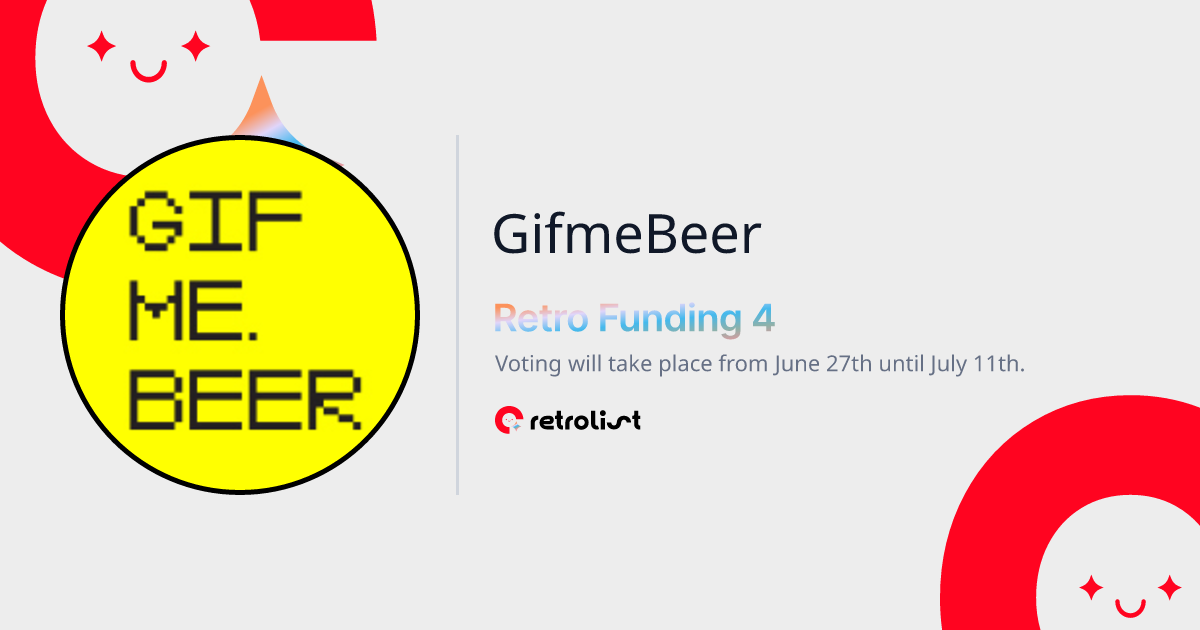 GIF
ME.
BEER
GifmeBeer
Retro Funding 4
Voting will take place from June 27th until July 11th.
retrolist